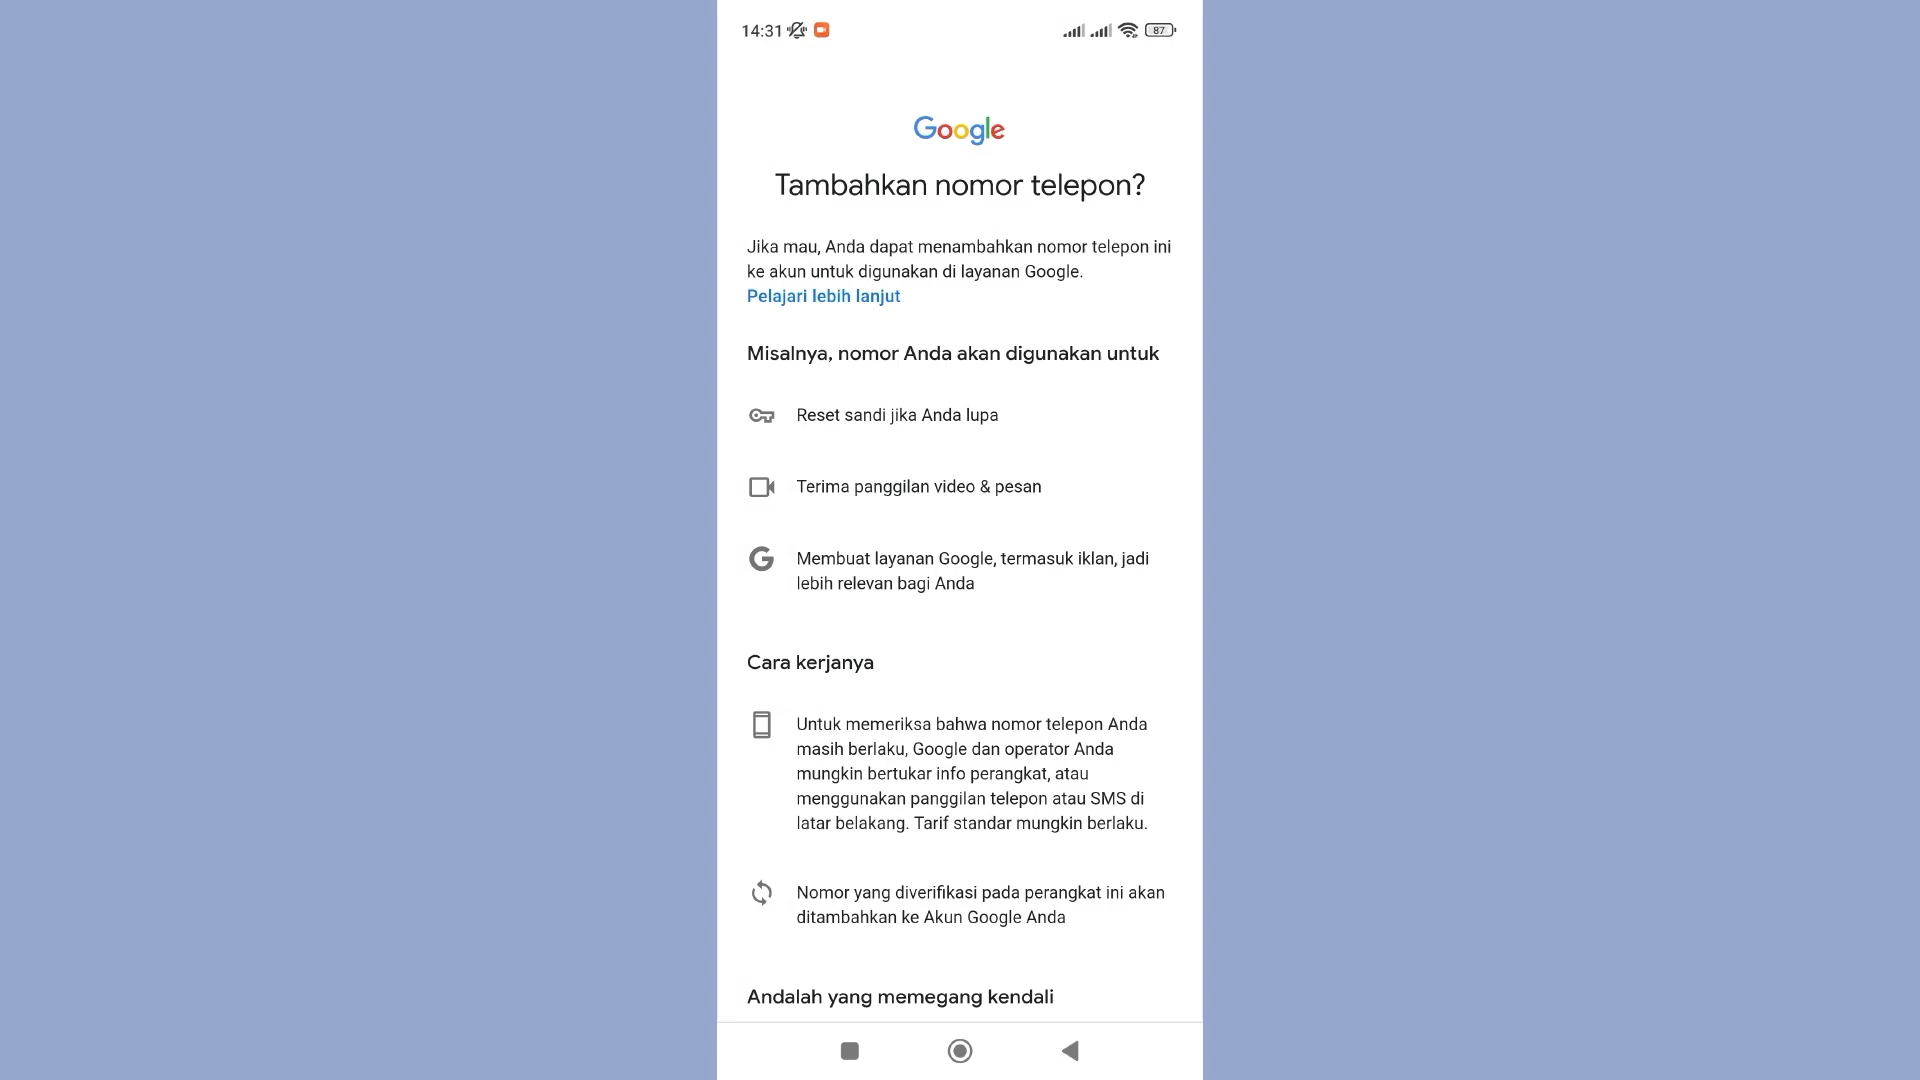 14:31
87
Google
Tambahkan nomor telepon?
Jika mau, Anda dapat menambahkan nomor telepon ini
ke akun untuk digunakan di layanan Google.
Pelajari lebih lanjut
Misalnya, nomor Anda akan digunakan untuk
Reset sandi jika Anda lupa
Terima panggilan video & pesan
Membuat layanan Google, termasuk iklan, jadi
lebih relevan bagi Anda
Cara kerjanya
Untuk memeriksa bahwa nomor telepon Anda
masih berlaku, Google dan operator Anda
mungkin bertukar info perangkat, atau
menggunakan panggilan telepon atau SMS di
latar belakang. Tarif standar mungkin berlaku.
Nomor yang diverifikasi pada perangkat ini akan
ditambahkan ke Akun Google Anda
Andalah yang memegang kendali